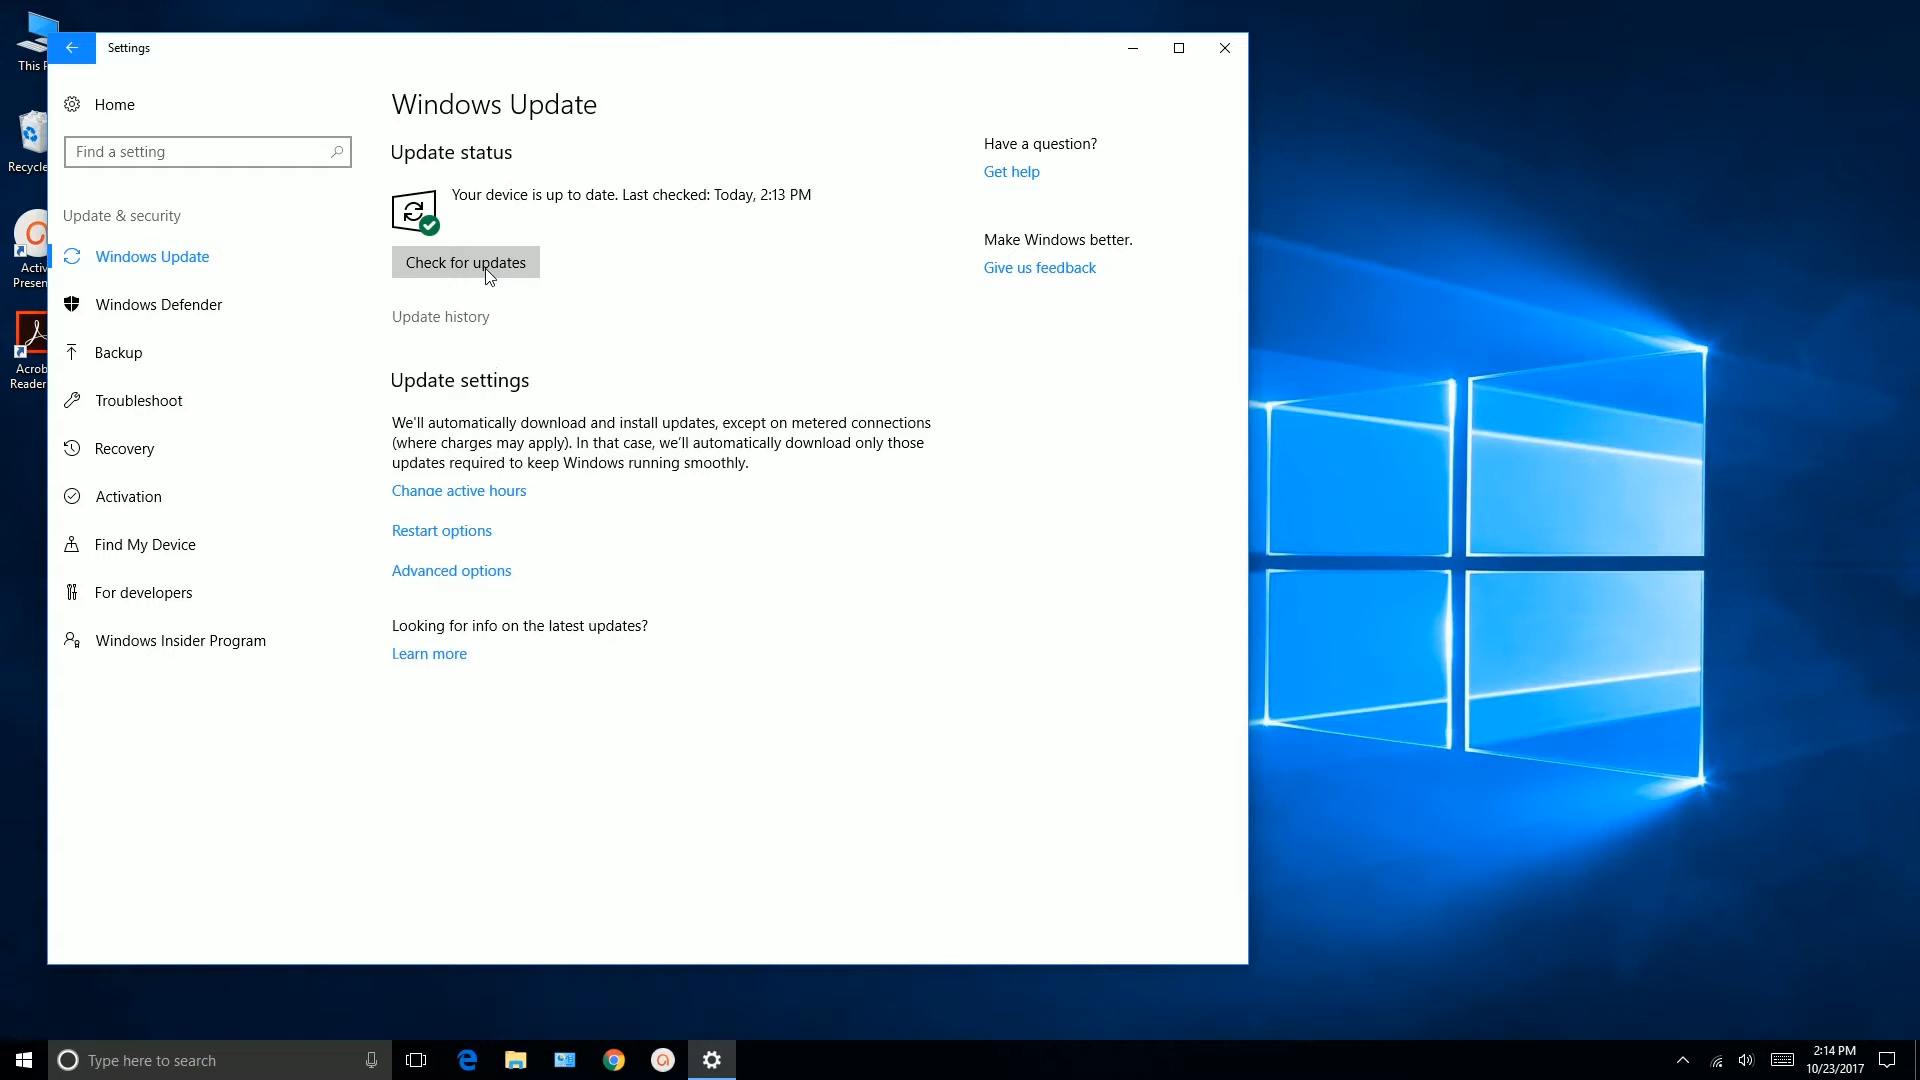 This P
Recycle
Activ
Presen
Acrob
Reader
Settings
Home
Find a setting
Update & security
Windows Update
Windows Defender
Backup
Troubleshoot
Recovery
Activation
Find My Device
For developers
Windows Insider Program
Windows Update
Update status
Your device is up to date. Last checked: Today, 2:13 PM
Check for updates
Update history
Update settings
We'll automatically download and install updates, except on metered connections
(where charges may apply). In that case, we'll automatically download only those
updates required to keep Windows running smoothly.
Change active hours
Restart options
Advanced options
Looking for info on the latest updates?
Learn more
Have a question?
Get help
Make Windows better.
Give us feedback
Type here to search
2:14 PM
10/23/2017